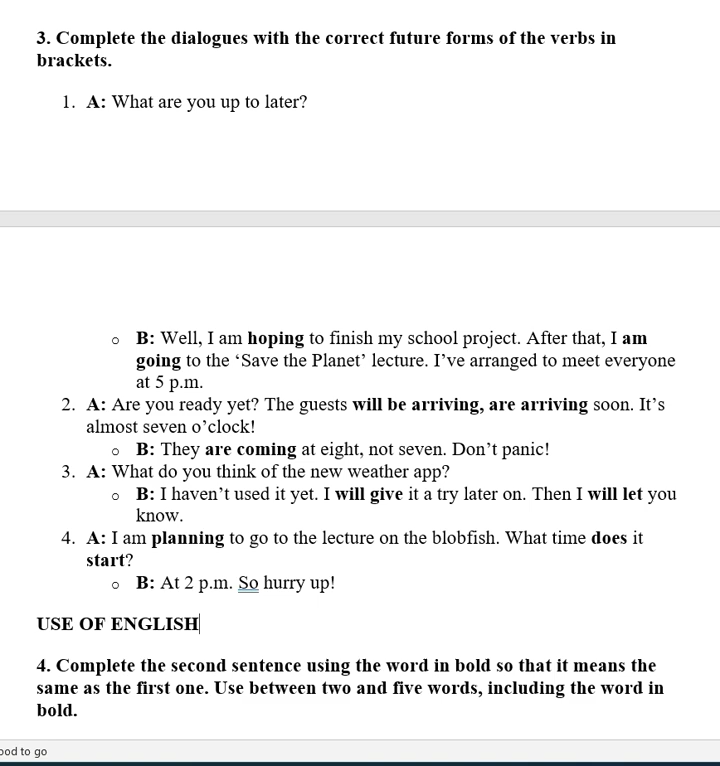 3. Complete the dialogues with the correct future forms of the verbs in
brackets.
1. A: What are you up to later?
o B: Well, I am hoping to finish my school project. After that, I am
going to the ‘Save the Planet’ lecture. I’ve arranged to meet everyone
at 5 p.m.
2. A: Are you ready yet? The guests will be arriving, are arriving soon. It’s
almost seven o’clock!
o B: They are coming at eight, not seven. Don’t panic!
3. A: What do you think of the new weather app?
o B: I haven’t used it yet. I will give it a try later on. Then I will let you
know.
4. A: I am planning to go to the lecture on the blobfish. What time does it
start?
o B: At 2 p.m. So hurry up!
USE OF ENGLISH
4. Complete the second sentence using the word in bold so that it means the
same as the first one. Use between two and five words, including the word in
bold.
ood to go